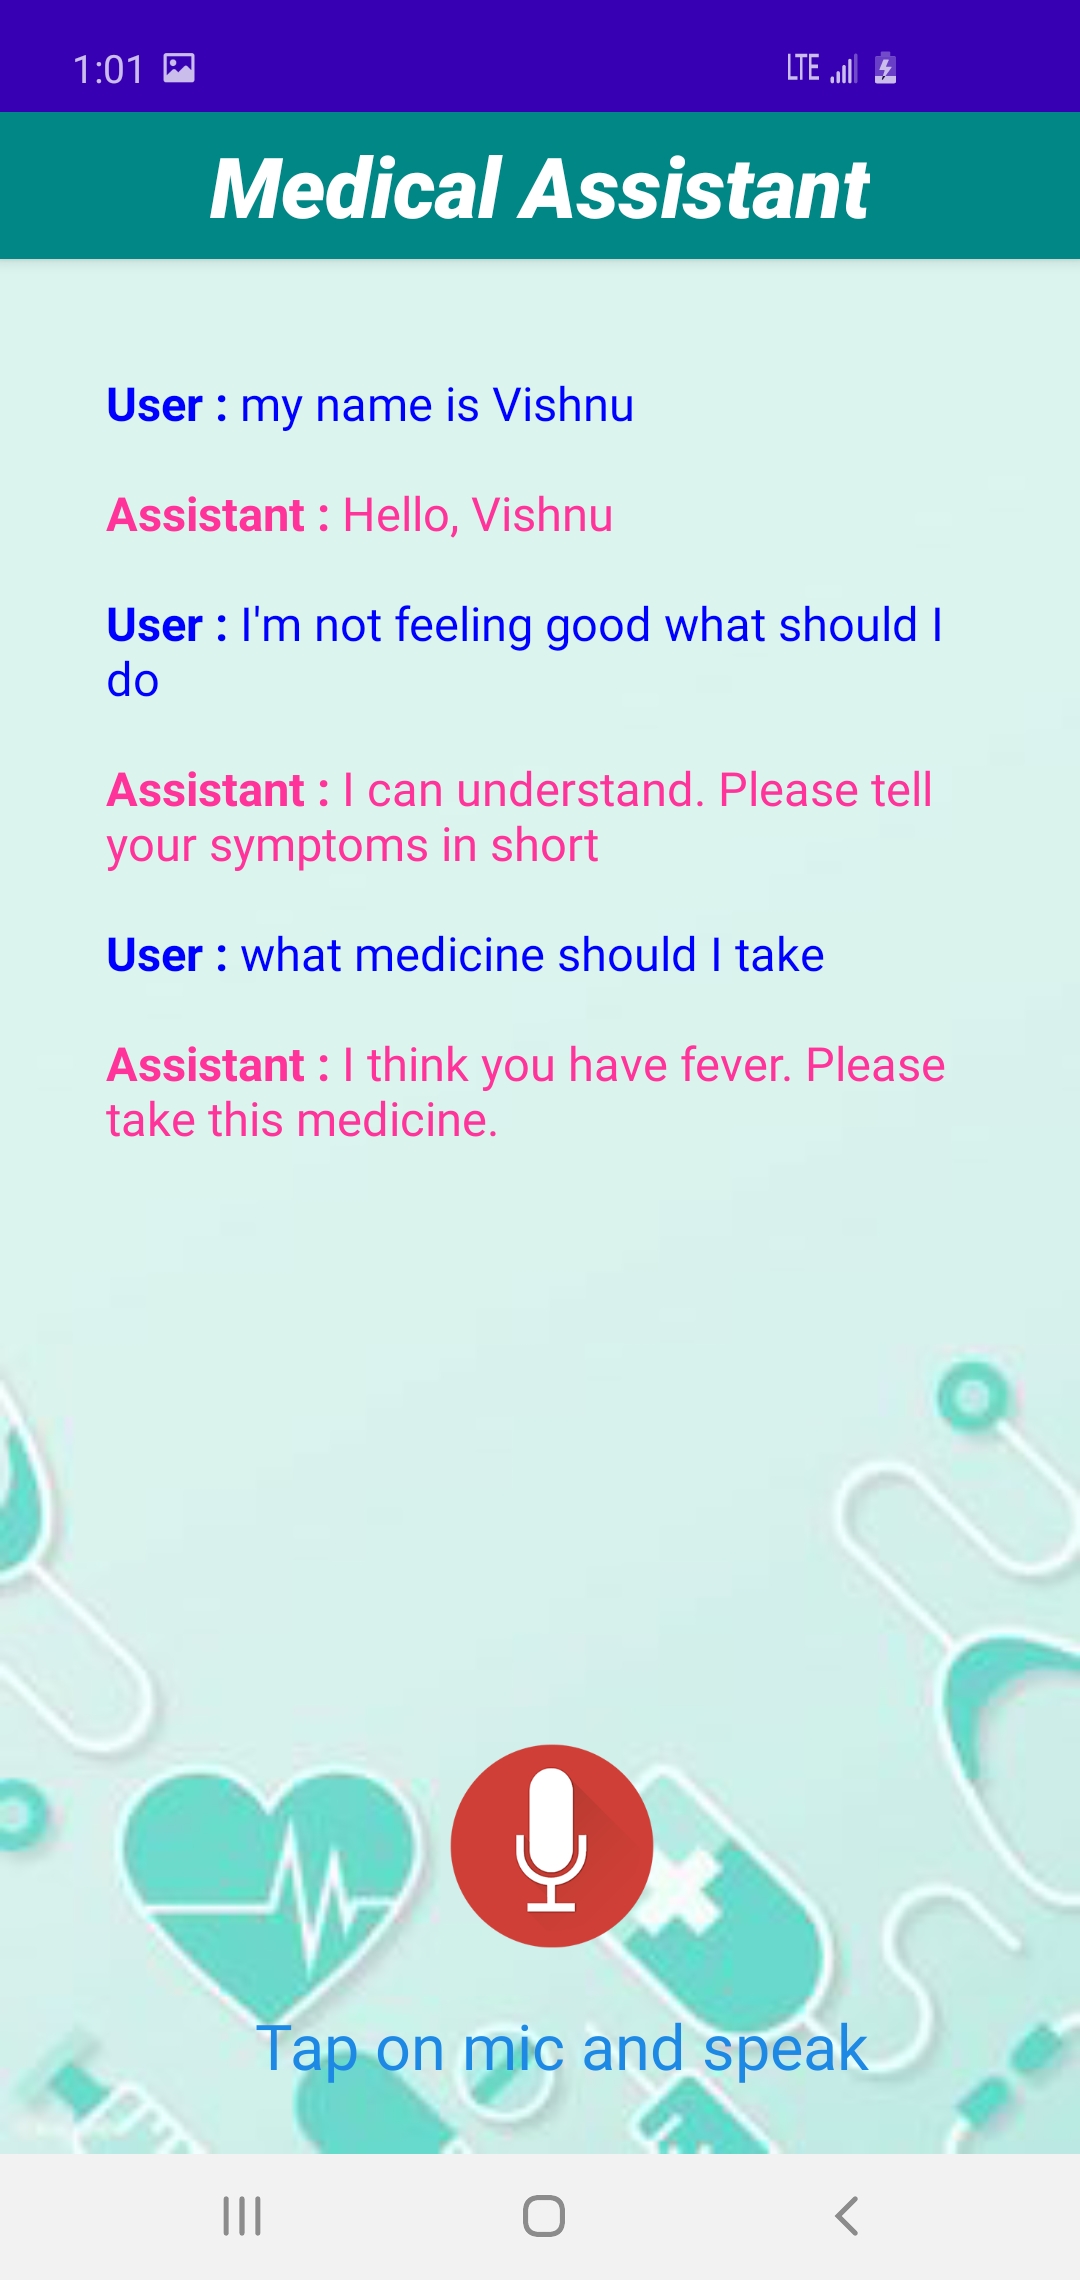 1:01 LTE
Medical Assistant
User : my name is Vishnu
Assistant : Hello, Vishnu
User : I'm not feeling good what should I
do
Assistant : I can understand. Please tell
your symptoms in short
User : what medicine should I take
Assistant : I think you have fever. Please
take this medicine.
Tap on mic and speak